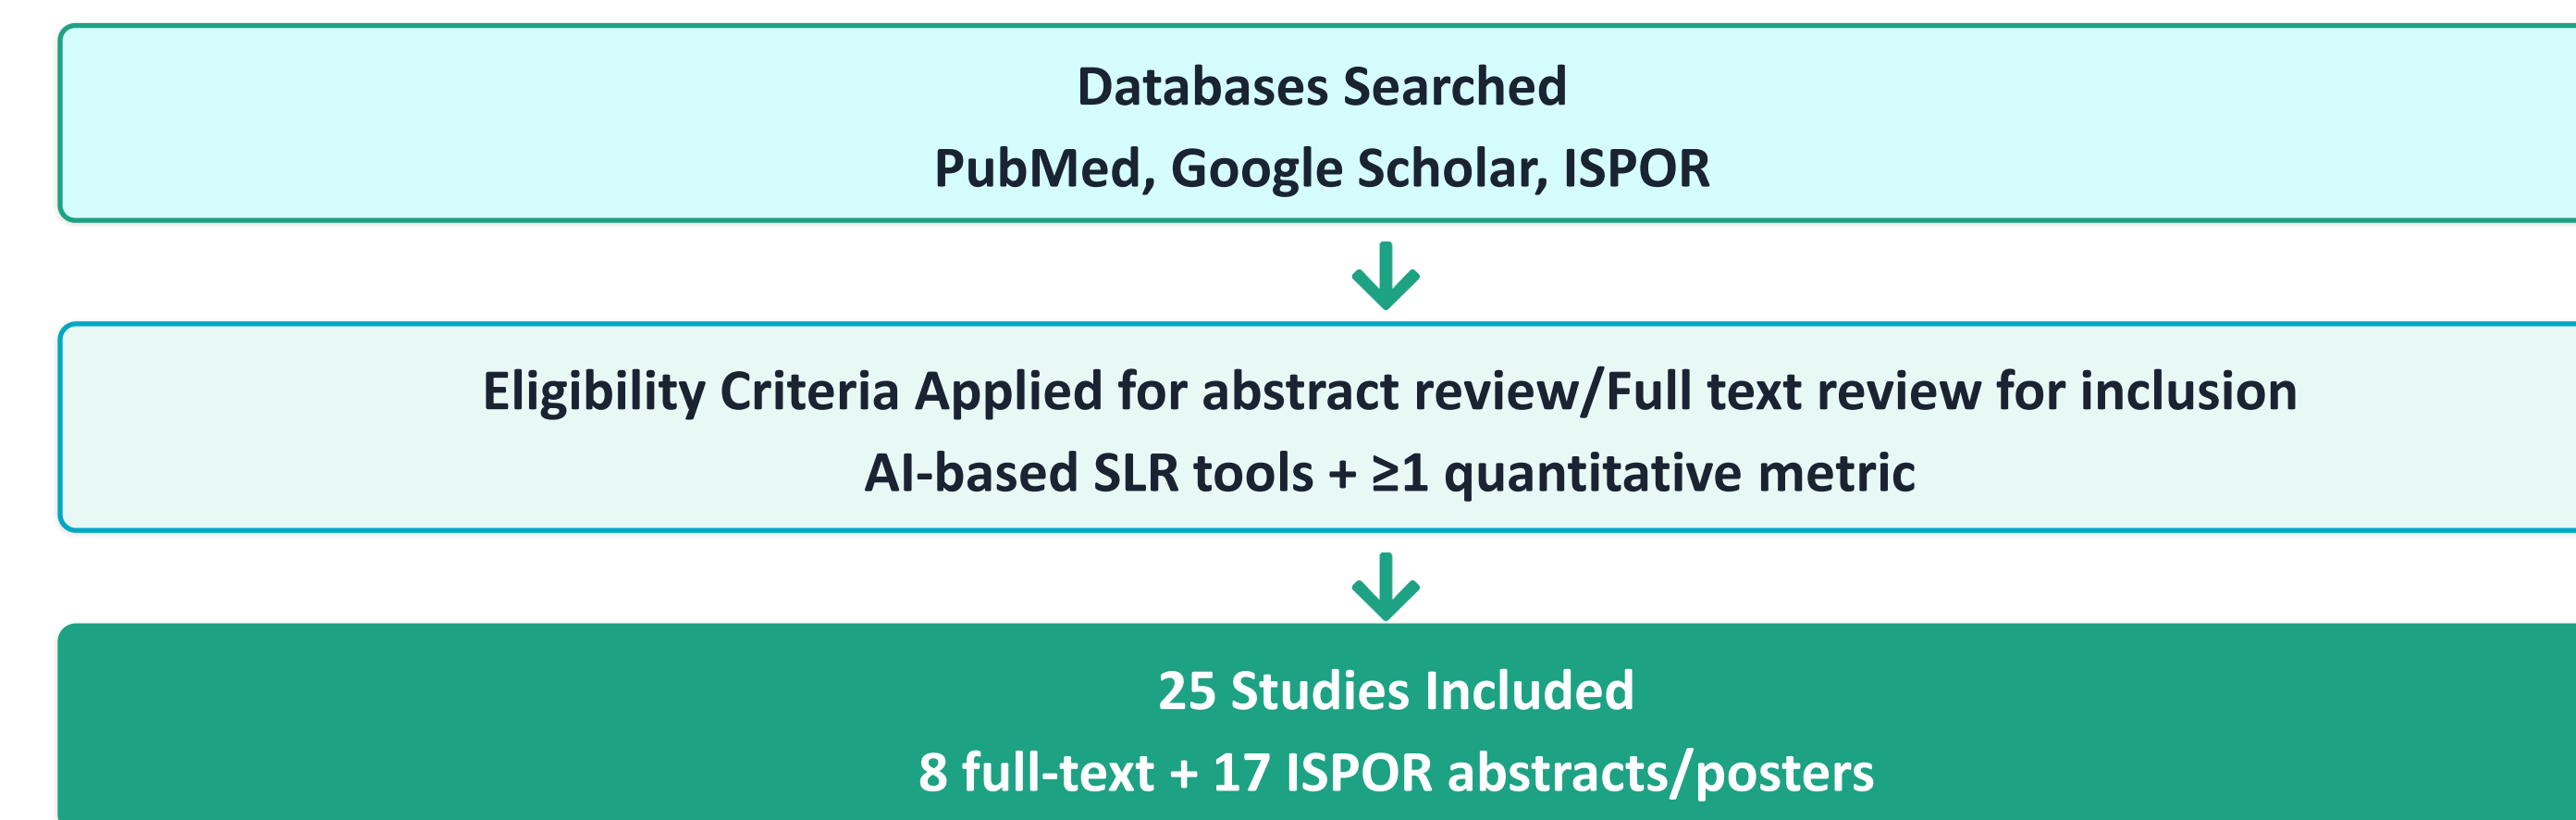 Databases Searched
PubMed, Google Scholar, ISPOR
Eligibility Criteria Applied for abstract review/Full text review for inclusion
AI-based SLR tools + ≥1 quantitative metric
25 Studies Included
8 full-text + 17 ISPOR abstracts/posters